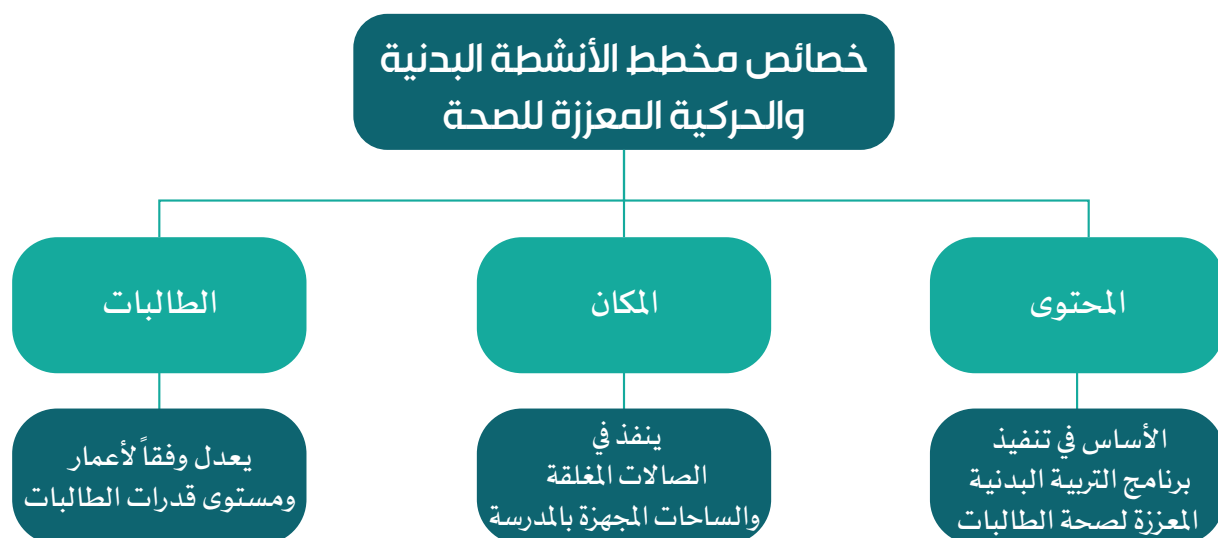 خصائص مخطط الأنشطة البدنية
والحركية المعززة للصحة
المحتوى
المكان
الطالبات
الأساس في تنفيذ
برنامج التربية البدنية
المعززة لصحة الطالبات
ينفذ في
الصالات المغلقة
والساحات المجهزة بالمدرسة
يعدل وفقاً لأعمار
ومستوى قدرات الطالبات